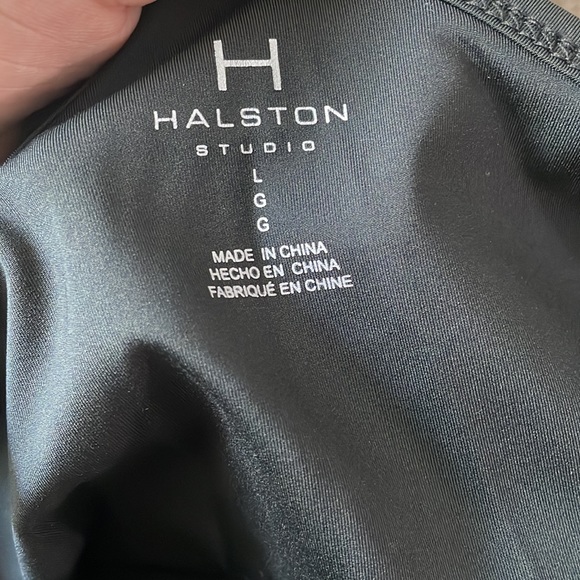 H
HALSTON
STUDIO
L
G
G
MADE IN CHINA
HECHO EN CHINA
FABRIQUÉ EN CHINE